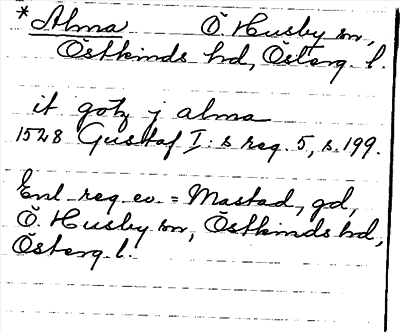 * Alma Ö. Husby sn,
Östkinds hd, Österg. l.
it götz j alma
1528 Gustaf I:s reg. 5, s. 199.
Enl. reg. ev. = Mastad, gd,
Ö. Husby sn, Östkinds hd,
Österg. l.